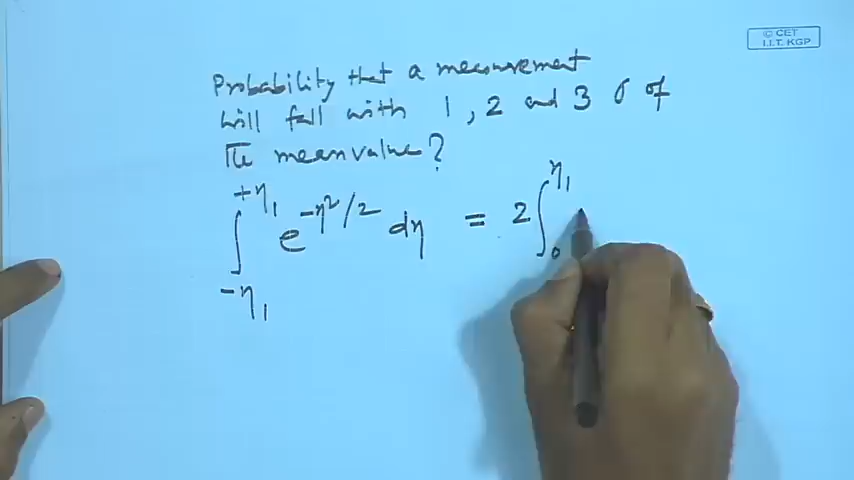 © CET
I.I.T. KGP
Probability that a measurement
will fall with 1, 2 and 3 σ of
the mean value?
∫_{-η₁}^{+η₁} e^{-η²/2} dη = 2 ∫_0^{η₁}